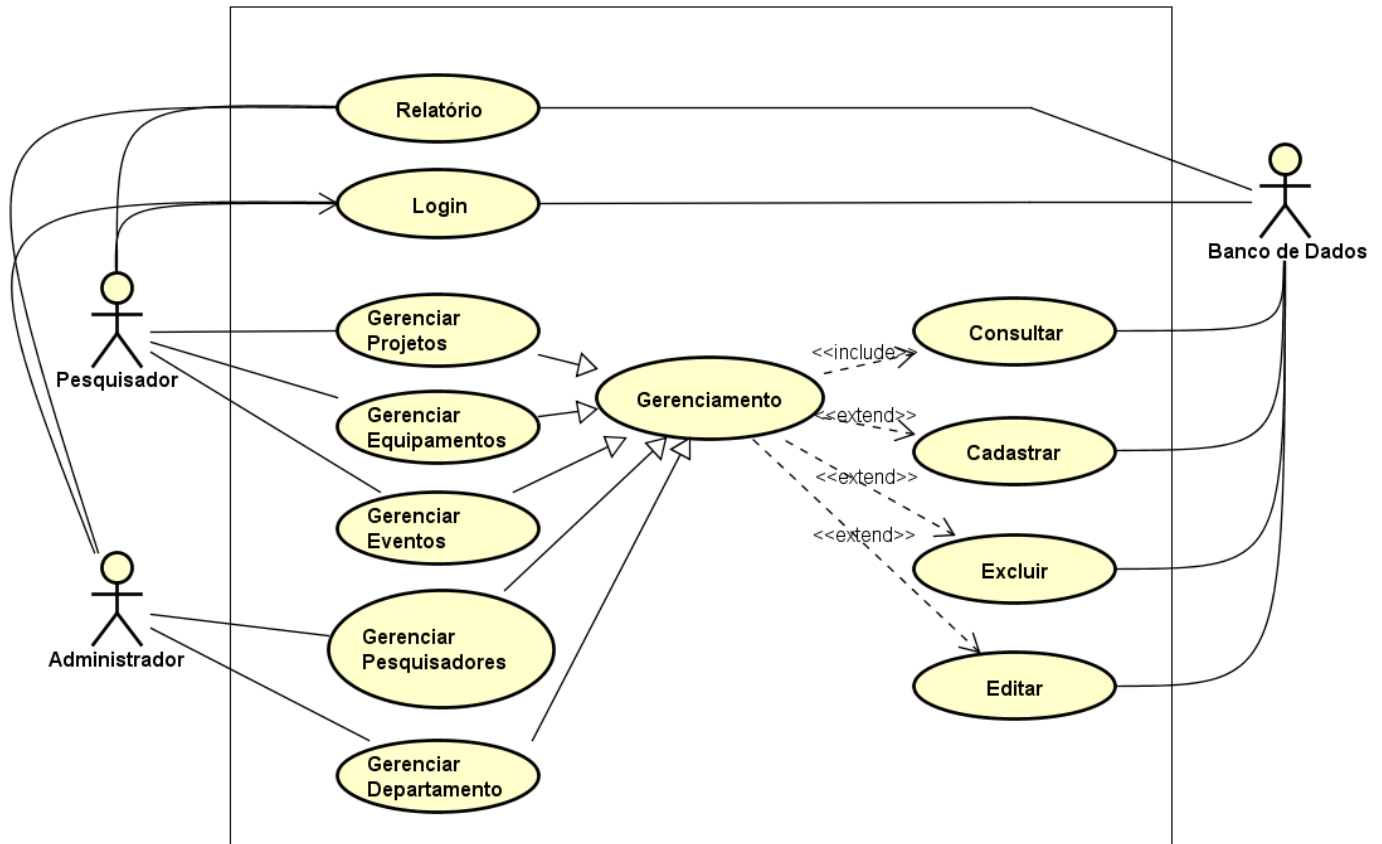 Relatório
Login
Banco de Dados
Pesquisador
Gerenciar
Projetos
Gerenciar
Equipamentos
Gerenciar
Eventos
Gerenciamento
<<include>>
<<extend>>
<<extend>>
<<extend>>
Consultar
Cadastrar
Excluir
Editar
Administrador
Gerenciar
Pesquisadores
Gerenciar
Departamento